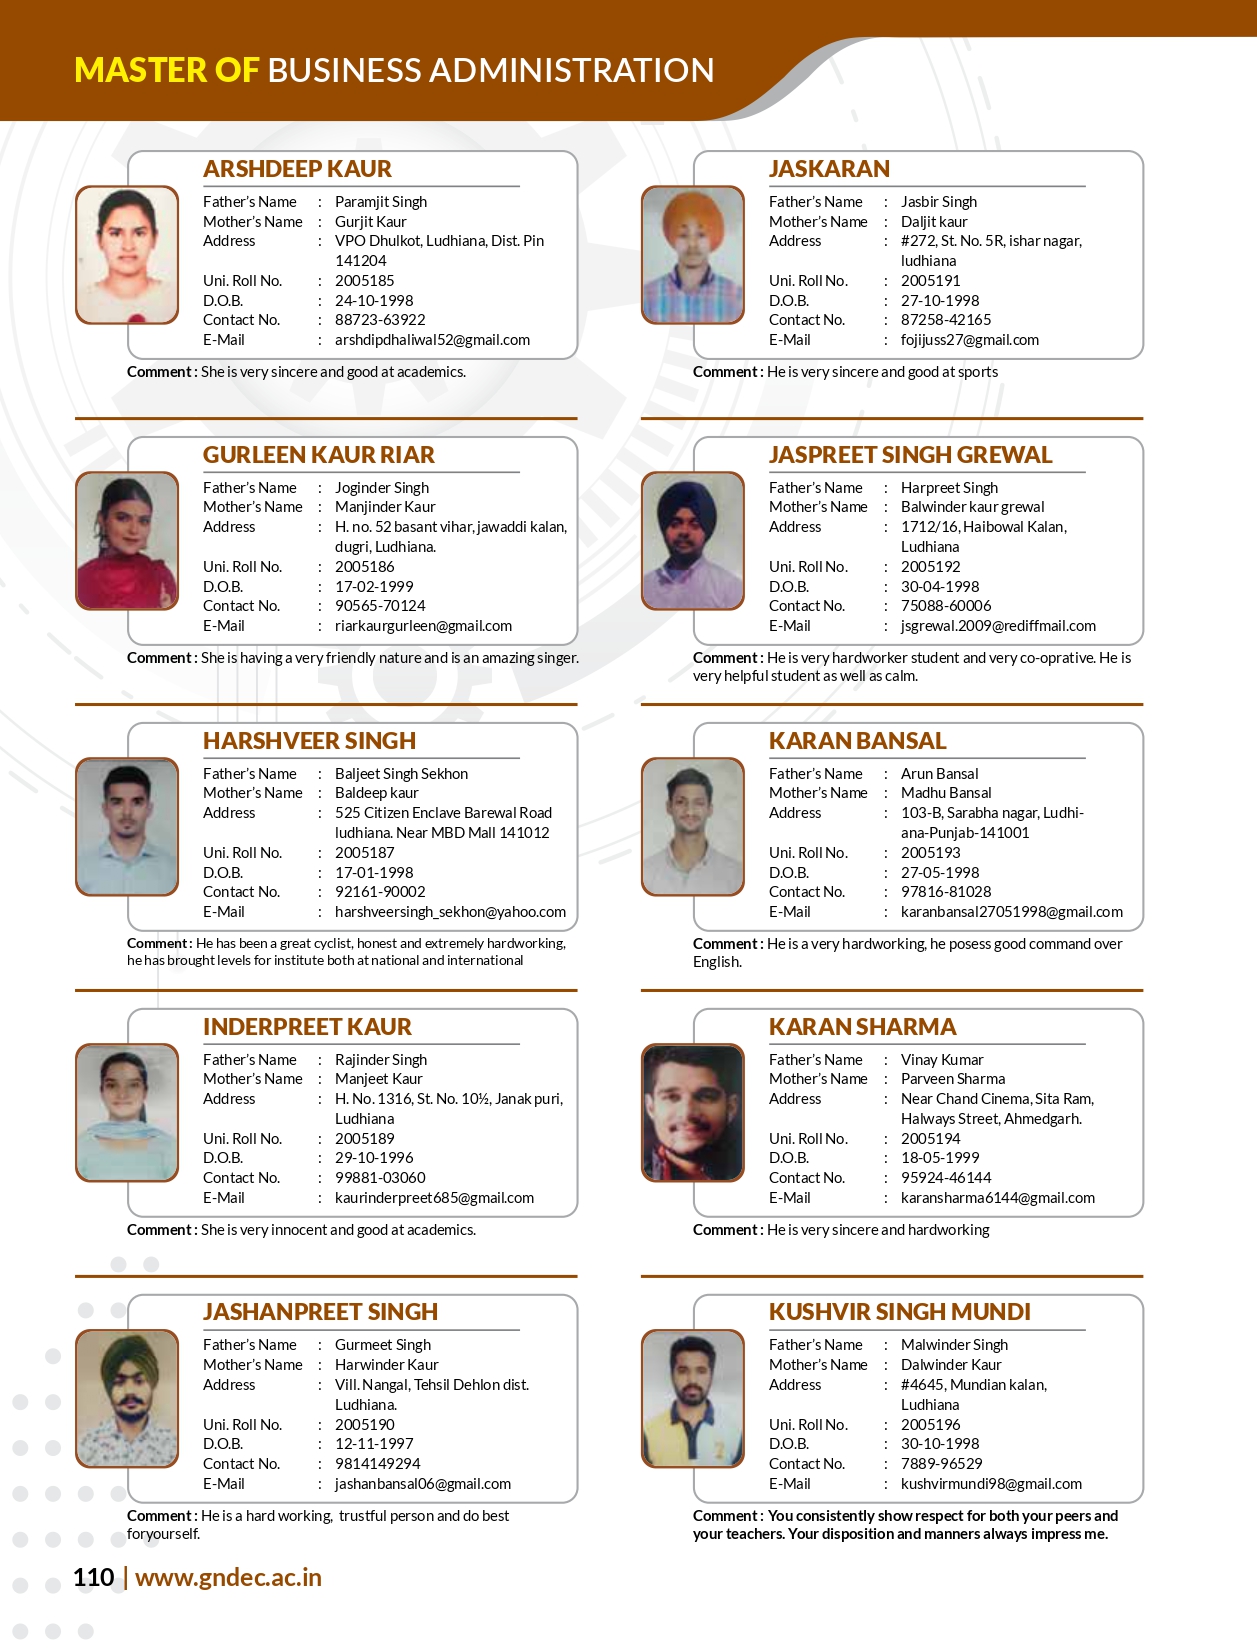 MASTER OF BUSINESS ADMINISTRATION
ARSHDEEP KAUR
Father's Name : Paramjit Singh
Mother's Name : Gurjit Kaur
Address : VPO Dhulkot, Ludhiana, Dist. Pin
141204
Uni. Roll No. : 2005185
D.O.B. : 24-10-1998
Contact No. : 88723-63922
E-Mail : arshdipdhaliwal52@gmail.com
Comment : She is very sincere and good at academics.
GURLEEN KAUR RIAR
Father's Name : Joginder Singh
Mother's Name : Manjinder Kaur
Address : H. no. 52 basant vihar, jawaddi kalan,
dugri, Ludhiana.
Uni. Roll No. : 2005186
D.O.B. : 17-02-1999
Contact No. : 90565-70124
E-Mail : riarkaurgurleen@gmail.com
Comment : She is having a very friendly nature and is an amazing singer.
HARSHVEER SINGH
Father's Name : Baljeet Singh Sekhon
Mother's Name : Baldeep kaur
Address : 525 Citizen Enclave Barewal Road
ludhiana. Near MBD Mall 141012
Uni. Roll No. : 2005187
D.O.B. : 17-01-1998
Contact No. : 92161-90002
E-Mail : harshveersingh_sekhon@yahoo.com
Comment : He has been a great cyclist, honest and extremely hardworking,
he has brought levels for institute both at national and international
INDERPREET KAUR
Father's Name : Rajinder Singh
Mother's Name : Manjeet Kaur
Address : H. No. 1316, St. No. 10½, Janak puri,
Ludhiana
Uni. Roll No. : 2005189
D.O.B. : 29-10-1996
Contact No. : 99881-03060
E-Mail : kaurinderpreet685@gmail.com
Comment : She is very innocent and good at academics.
JASHANPREET SINGH
Father's Name : Gurmeet Singh
Mother's Name : Harwinder Kaur
Address : Vill. Nangal, Tehsil Dehlon dist.
Ludhiana.
Uni. Roll No. : 2005190
D.O.B. : 12-11-1997
Contact No. : 9814149294
E-Mail : jashanbansal06@gmail.com
Comment : He is a hard working, trustful person and do best
foryourself.
JASKARAN
Father's Name : Jasbir Singh
Mother's Name : Daljit kaur
Address : #272, St. No. 5R, ishar nagar,
ludhiana
Uni. Roll No. : 2005191
D.O.B. : 27-10-1998
Contact No. : 87258-42165
E-Mail : fojijuss27@gmail.com
Comment : He is very sincere and good at sports
JASPREET SINGH GREWAL
Father's Name : Harpreet Singh
Mother's Name : Balwinder kaur grewal
Address : 1712/16, Haibowal Kalan,
Ludhiana
Uni. Roll No. : 2005192
D.O.B. : 30-04-1998
Contact No. : 75088-60006
E-Mail : jsgrewal.2009@rediffmail.com
Comment : He is very hardworker student and very co-oprative. He is
very helpful student as well as calm.
KARAN BANSAL
Father's Name : Arun Bansal
Mother's Name : Madhu Bansal
Address : 103-B, Sarabha nagar, Ludhi-
ana-Punjab-141001
Uni. Roll No. : 2005193
D.O.B. : 27-05-1998
Contact No. : 97816-81028
E-Mail : karanbansal27051998@gmail.com
Comment : He is a very hardworking, he posess good command over
English.
KARAN SHARMA
Father's Name : Vinay Kumar
Mother's Name : Parveen Sharma
Address : Near Chand Cinema, Sita Ram,
Halways Street, Ahmedgarh.
Uni. Roll No. : 2005194
D.O.B. : 18-05-1999
Contact No. : 95924-46144
E-Mail : karansharma6144@gmail.com
Comment : He is very sincere and hardworking
KUSHVIR SINGH MUNDI
Father's Name : Malwinder Singh
Mother's Name : Dalwinder Kaur
Address : #4645, Mundian kalan,
Ludhiana
Uni. Roll No. : 2005196
D.O.B. : 30-10-1998
Contact No. : 7889-96529
E-Mail : kushvirmundi98@gmail.com
Comment : You consistently show respect for both your peers and
your teachers. Your disposition and manners always impress me.
110 | www.gndec.ac.in